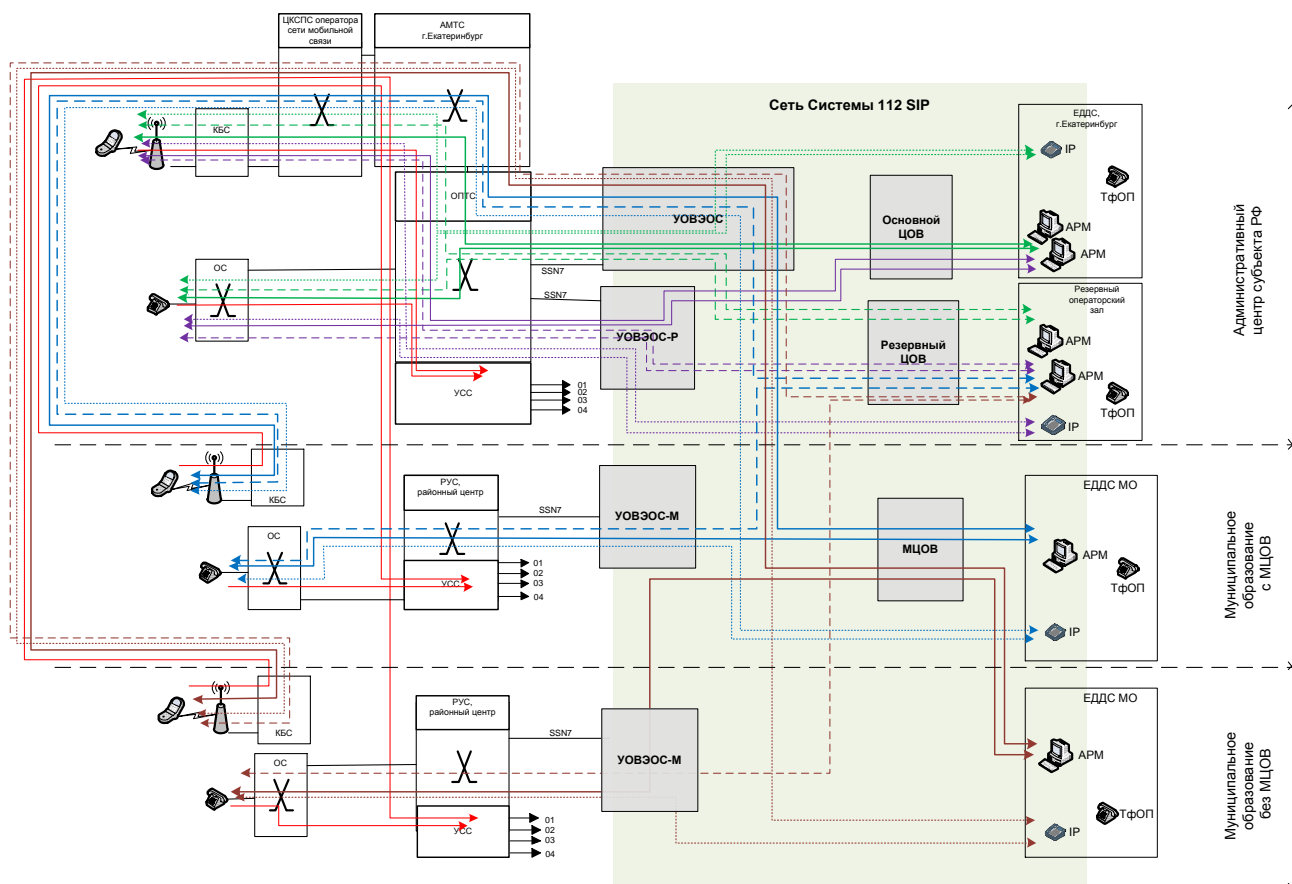 ЦКСПС оператора
сети мобильной
связи
АМТС
г.Екатеринбург
Сеть Системы 112 SIP
ЕДДС,
г.Екатеринбург
КБС
IP
ТфОП
ОПТС
УОВЭОС
Основной
ЦОВ
АРМ
АРМ
Административный
центр субъекта РФ
ОС
SSN7
SSN7
Резервный
операторский
зал
УОВЭОС-Р
Резервный
ЦОВ
АРМ
АРМ
ТфОП
IP
УСС
01
02
03
04
КБС
РУС,
районный центр
SSN7
УОВЭОС-М
ЕДДС МО
ОС
МЦОВ
АРМ
ТфОП
УСС
01
02
03
04
IP
Муниципальное
образование
с МЦОВ
КБС
РУС,
районный центр
SSN7
УОВЭОС-М
ЕДДС МО
ОС
АРМ
ТфОП
УСС
01
02
03
04
IP
Муниципальное
образование
без МЦОВ